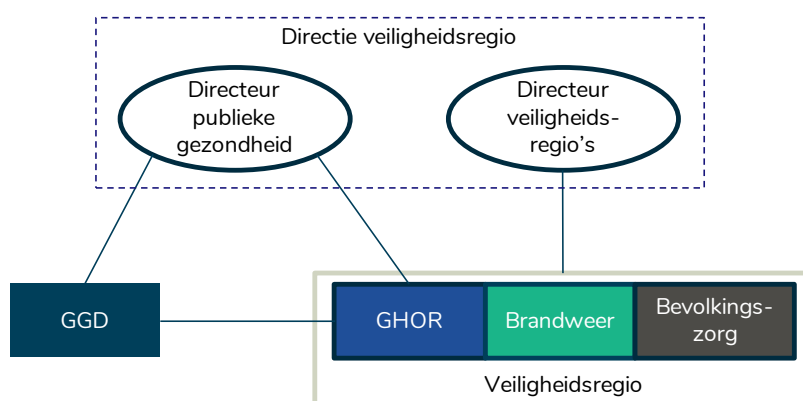 Directie veiligheidsregio
Directeur
publieke
gezondheid
Directeur
veiligheids-
regio's
GGD
GHOR
Brandweer
Bevolkings-
zorg
Veiligheidsregio